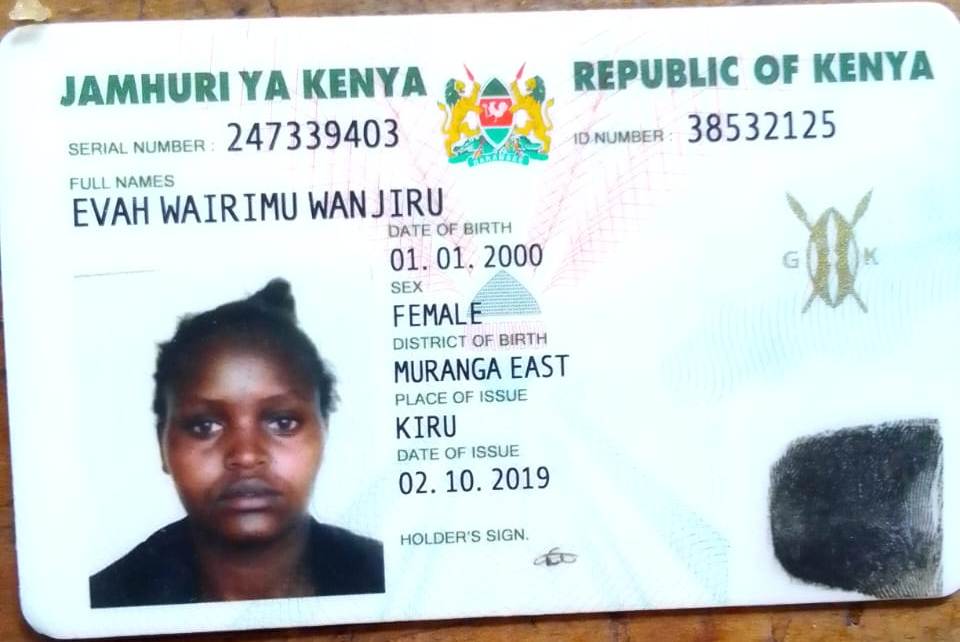 JAMHURI YA KENYA
REPUBLIC OF KENYA
SERIAL NUMBER : 247339403
ID NUMBER : 38532125
FULL NAMES
EVAH WAIRIMU WANJIRU
DATE OF BIRTH
01. 01. 2000
SEX
FEMALE
DISTRICT OF BIRTH
MURANGA EAST
PLACE OF ISSUE
KIRU
DATE OF ISSUE
02. 10. 2019
HOLDER'S SIGN.
G K
HARAMBEE